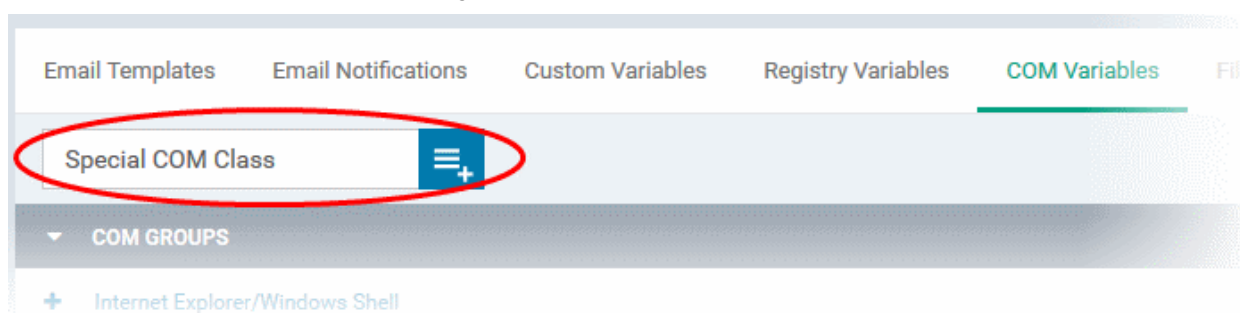 Email Templates Email Notifications Custom Variables Registry Variables COM Variables
Special COM Class
COM GROUPS
Internet Explorer/Windows Shell